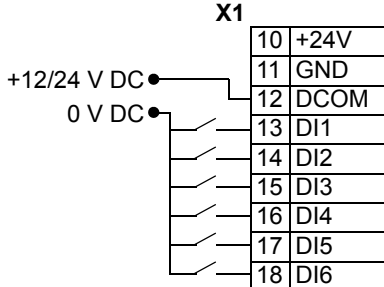 X1
10 +24V
+12/24 V DC
11 GND
12 DCOM
0 V DC
13 DI1
14 DI2
15 DI3
16 DI4
17 DI5
18 DI6